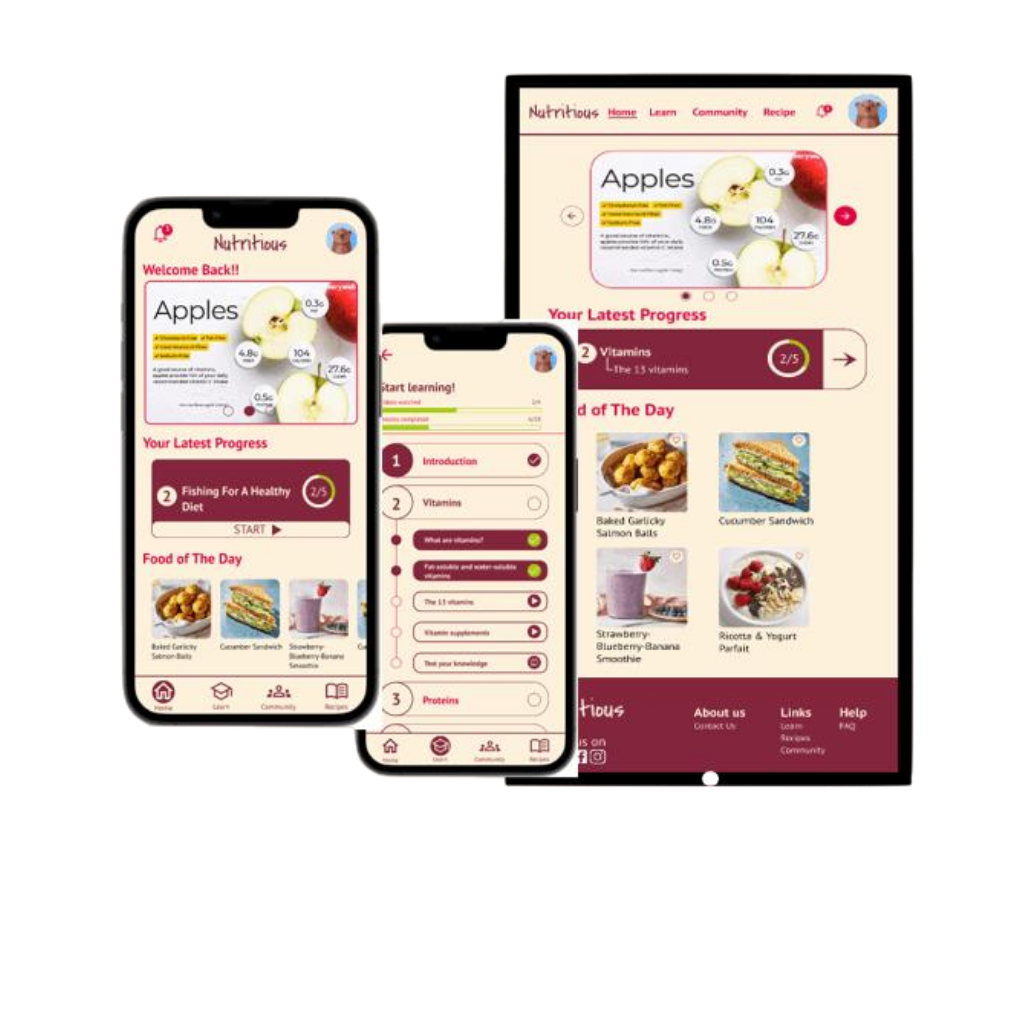 Nutritious
Welcome Back!!
Apples
0.3g
4.8g
104
27.6g
0.5g
Your Latest Progress
2
Fishing For A Healthy
Diet
2/5
START
Food of The Day
Baked Garlicky
Salmon Balls
Cucumber Sandwich
Strawberry-
Blueberry-Banana
Smoothie
Home
Learn
Community
Recipes
Start learning!
2/4
1
Introduction
2
Vitamins
What are vitamins?
Fat-soluble and water-soluble
vitamins
The 13 vitamins
Vitamin supplements
Test your knowledge
3
Proteins
Home
Learn
Community
Recipes
Nutritious
Home
Learn
Community
Recipe
Apples
0.3g
4.8g
104
27.6g
0.5g
Your Latest Progress
2
Vitamins
The 13 vitamins
2/5
d of The Day
Baked Garlicky
Salmon Balls
Cucumber Sandwich
Strawberry-
Blueberry-Banana
Smoothie
Ricotta & Yogurt
Parfait
tious
us on
About us
Contact Us
Links
Learn
Recipes
Community
Help
FAQ